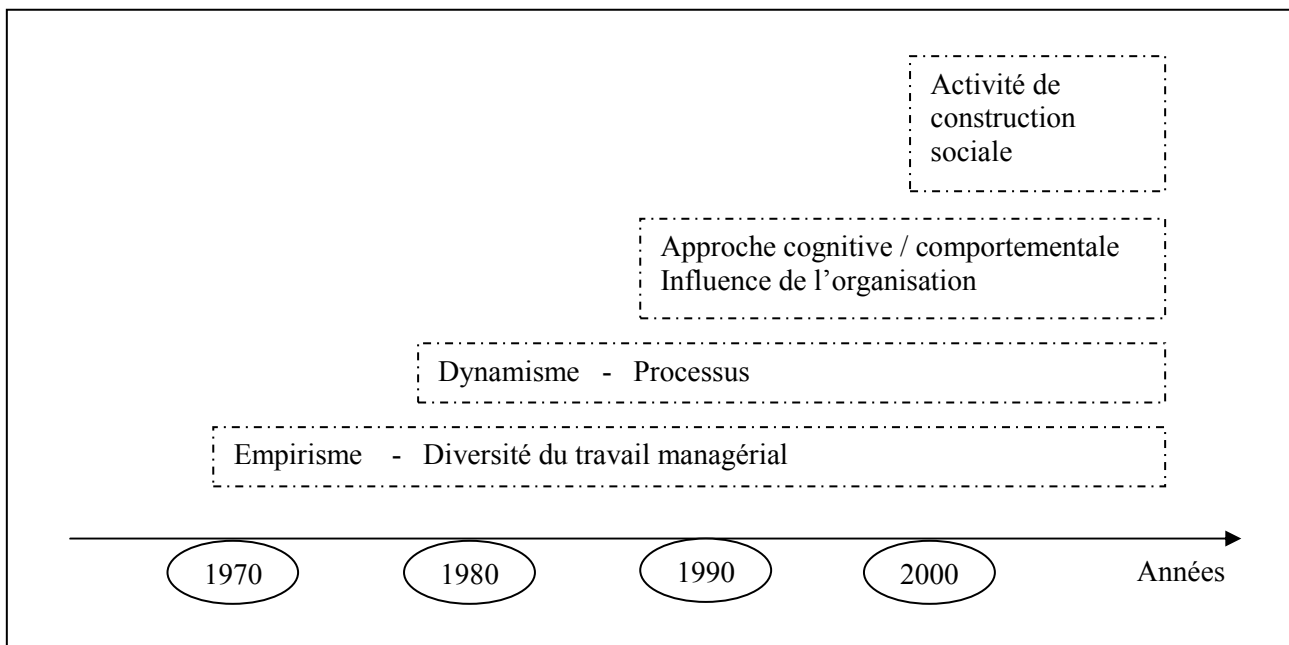 Activité de
construction
sociale
Approche cognitive / comportementale
Influence de l’organisation
Dynamisme - Processus
Empirisme - Diversité du travail managérial
1970 1980 1990 2000 Années